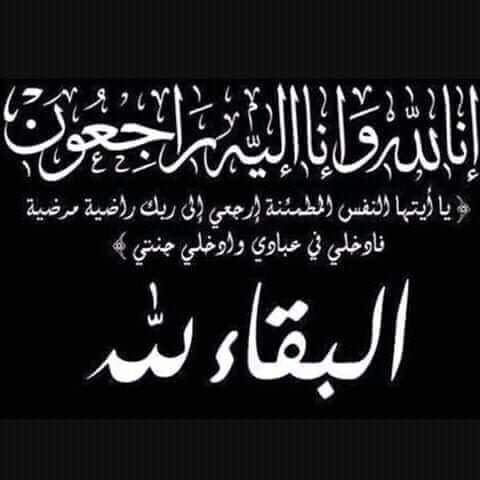 إنا لله وإنا إليه راجعون
﴿ يا أيتها النفس المطمئنة إرجعي إلى ربك راضية مرضية
فادخلي في عبادي وادخلي جنتي ﴾
البقاء لله